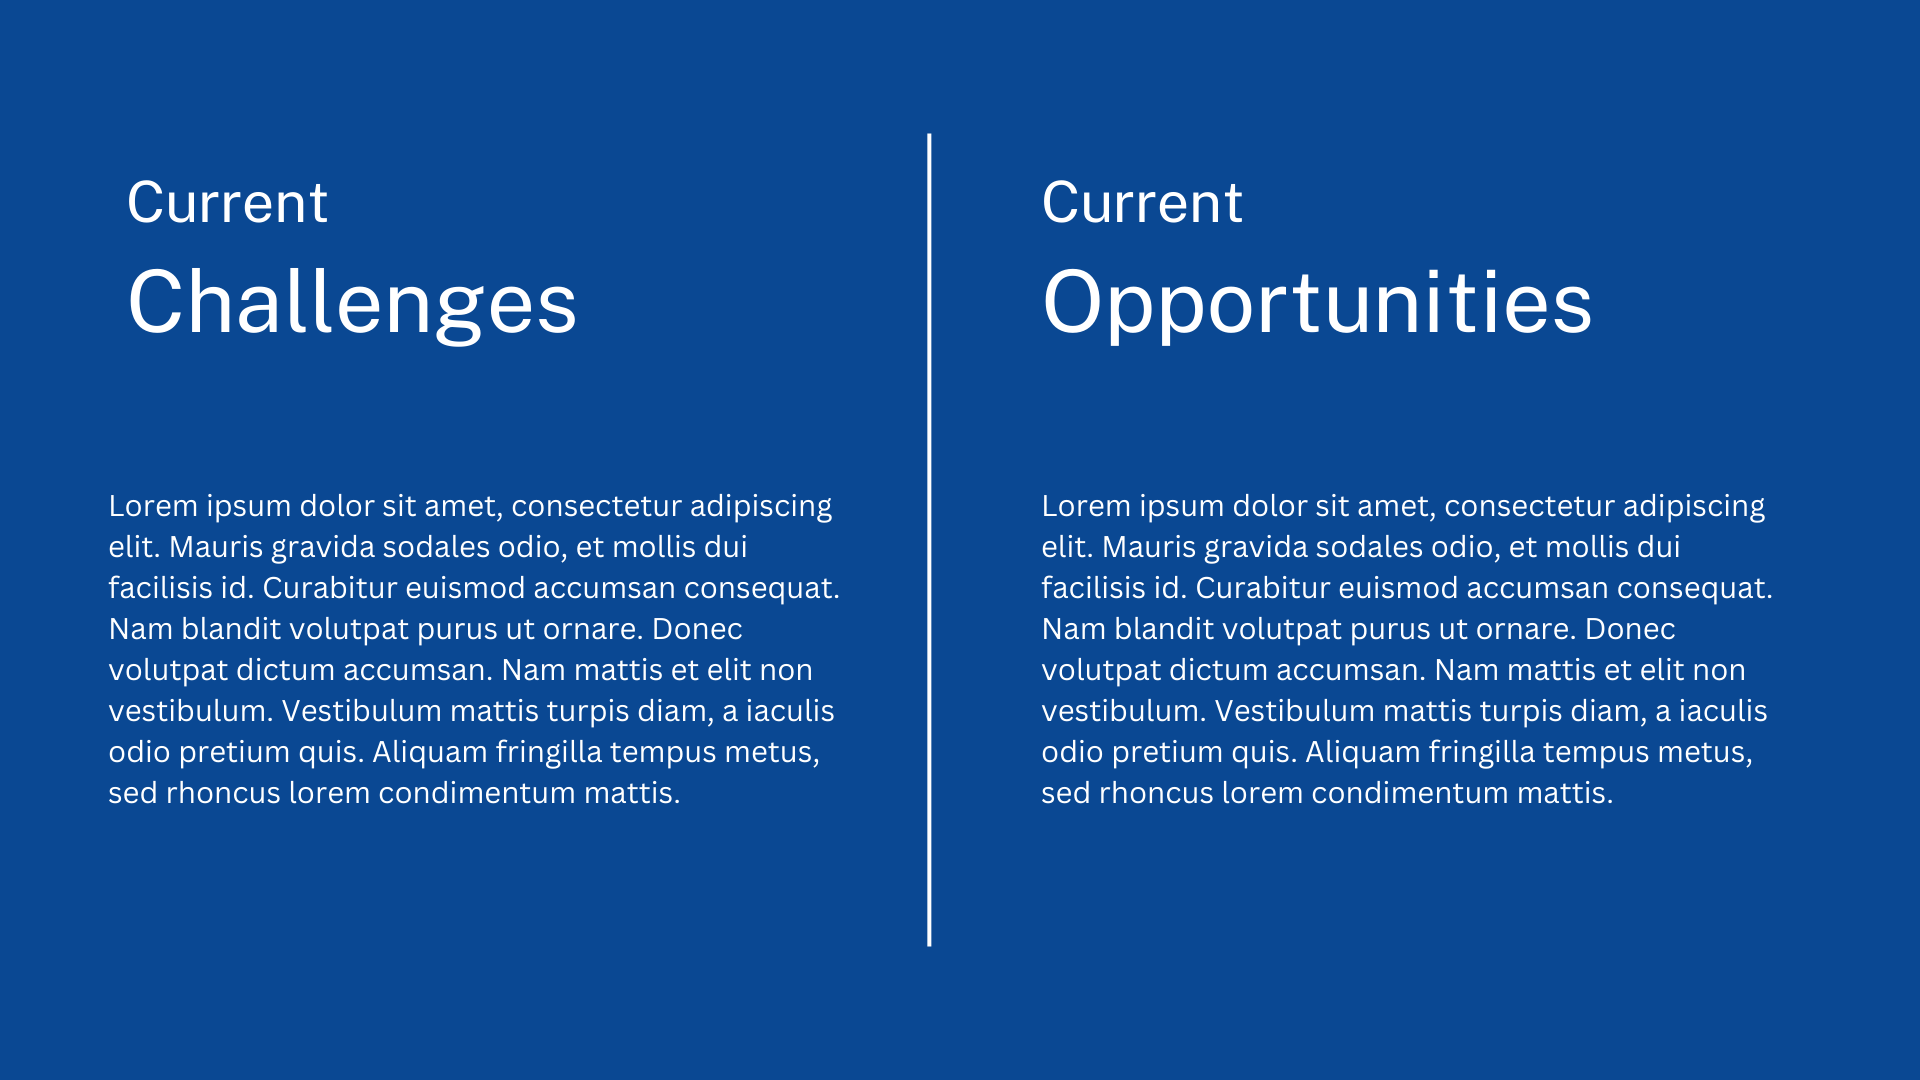 Current
Challenges
Lorem ipsum dolor sit amet, consectetur adipiscing
elit. Mauris gravida sodales odio, et mollis dui
facilisis id. Curabitur euismod accumsan consequat.
Nam blandit volutpat purus ut ornare. Donec
volutpat dictum accumsan. Nam mattis et elit non
vestibulum. Vestibulum mattis turpis diam, a iaculis
odio pretium quis. Aliquam fringilla tempus metus,
sed rhoncus lorem condimentum mattis.
Current
Opportunities
Lorem ipsum dolor sit amet, consectetur adipiscing
elit. Mauris gravida sodales odio, et mollis dui
facilisis id. Curabitur euismod accumsan consequat.
Nam blandit volutpat purus ut ornare. Donec
volutpat dictum accumsan. Nam mattis et elit non
vestibulum. Vestibulum mattis turpis diam, a iaculis
odio pretium quis. Aliquam fringilla tempus metus,
sed rhoncus lorem condimentum mattis.